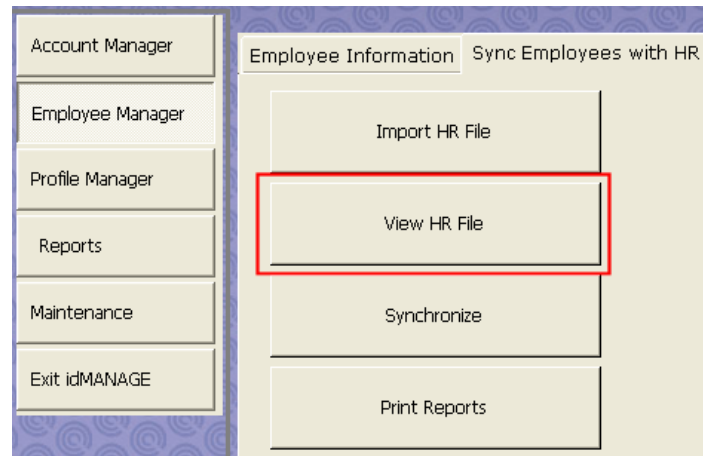 Account Manager
Employee Manager
Profile Manager
Reports
Maintenance
Exit idMANAGE
Employee Information
Sync Employees with HR
Import HR File
View HR File
Synchronize
Print Reports